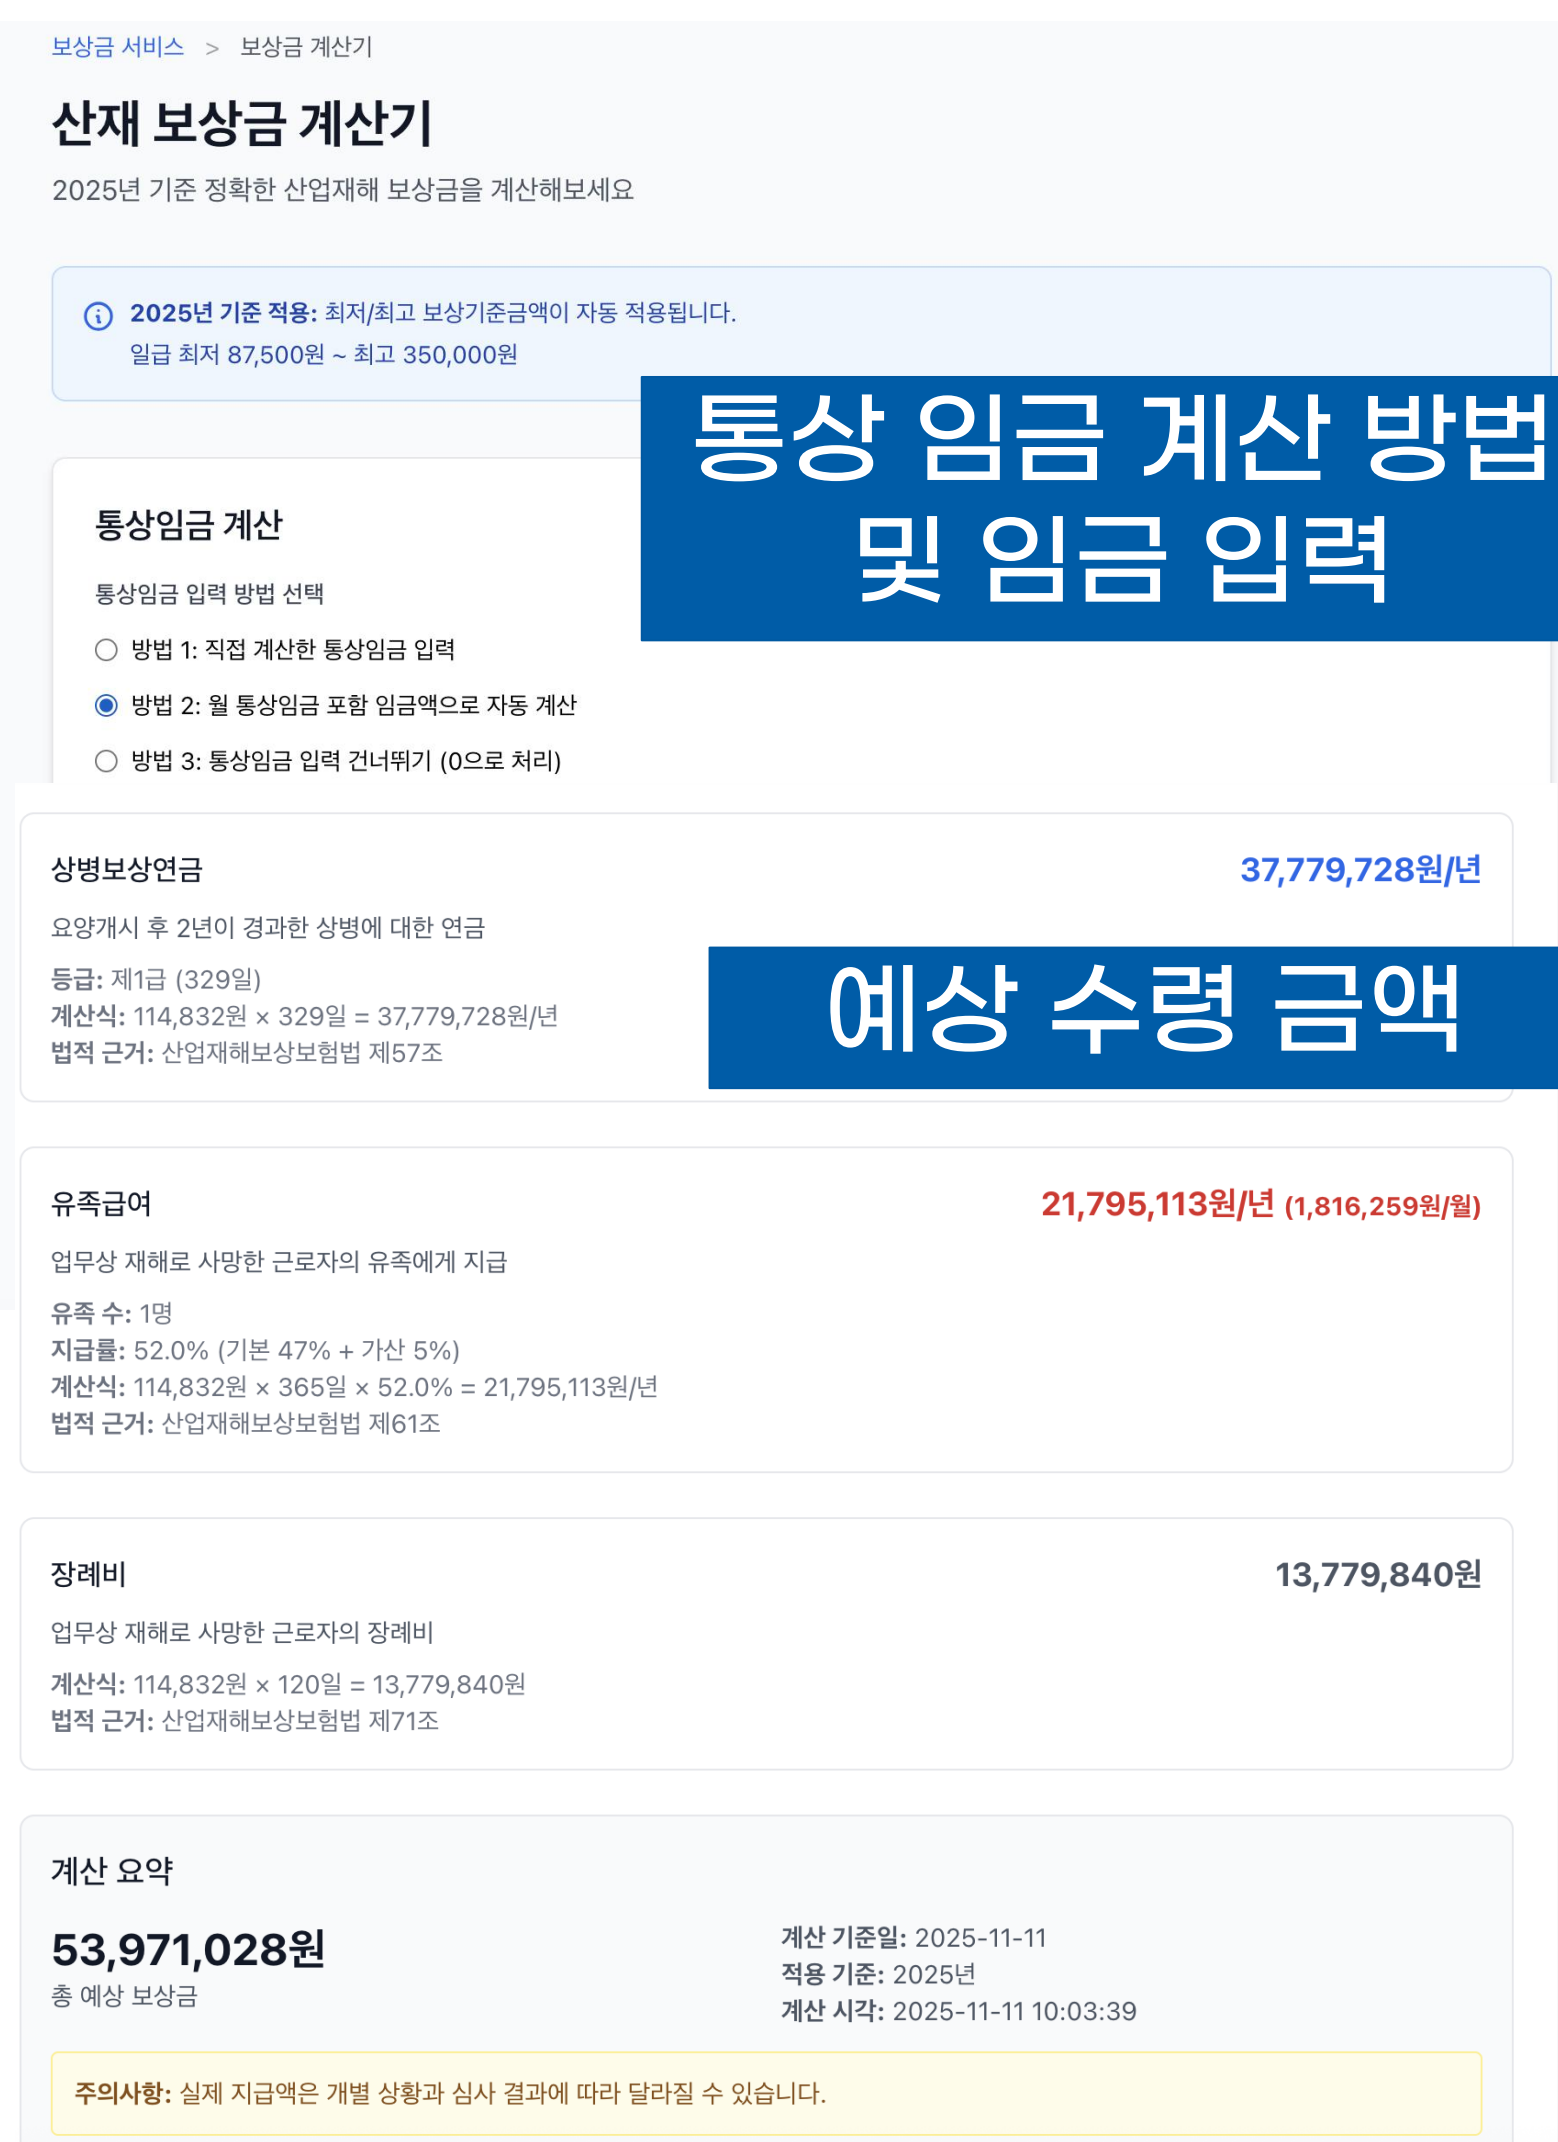 보상금 서비스 > 보상금 계산기
산재 보상금 계산기
2025년 기준 정확한 산업재해 보상금을 계산해보세요
2025년 기준 적용: 최저/최고 보상기준금액이 자동 적용됩니다.
일급 최저 87,500원 ~ 최고 350,000원
통상 임금 계산 방법
및 임금 입력
통상임금 계산
통상임금 입력 방법 선택
방법 1: 직접 계산한 통상임금 입력
방법 2: 월 통상임금 포함 임금액으로 자동 계산
방법 3: 통상임금 입력 건너뛰기 (0으로 처리)
상병보상연금 37,779,728원/년
요양개시 후 2년이 경과한 상병에 대한 연금
등급: 제1급 (329일)
계산식: 114,832원 × 329일 = 37,779,728원/년
법적 근거: 산업재해보상보험법 제57조
예상 수령 금액
유족급여 21,795,113원/년 (1,816,259원/월)
업무상 재해로 사망한 근로자의 유족에게 지급
유족 수: 1명
지급률: 52.0% (기본 47% + 가산 5%)
계산식: 114,832원 × 365일 × 52.0% = 21,795,113원/년
법적 근거: 산업재해보상보험법 제61조
장례비 13,779,840원
업무상 재해로 사망한 근로자의 장례비
계산식: 114,832원 × 120일 = 13,779,840원
법적 근거: 산업재해보상보험법 제71조
계산 요약
53,971,028원
총 예상 보상금
계산 기준일: 2025-11-11
적용 기준: 2025년
계산 시각: 2025-11-11 10:03:39
주의사항: 실제 지급액은 개별 상황과 심사 결과에 따라 달라질 수 있습니다.